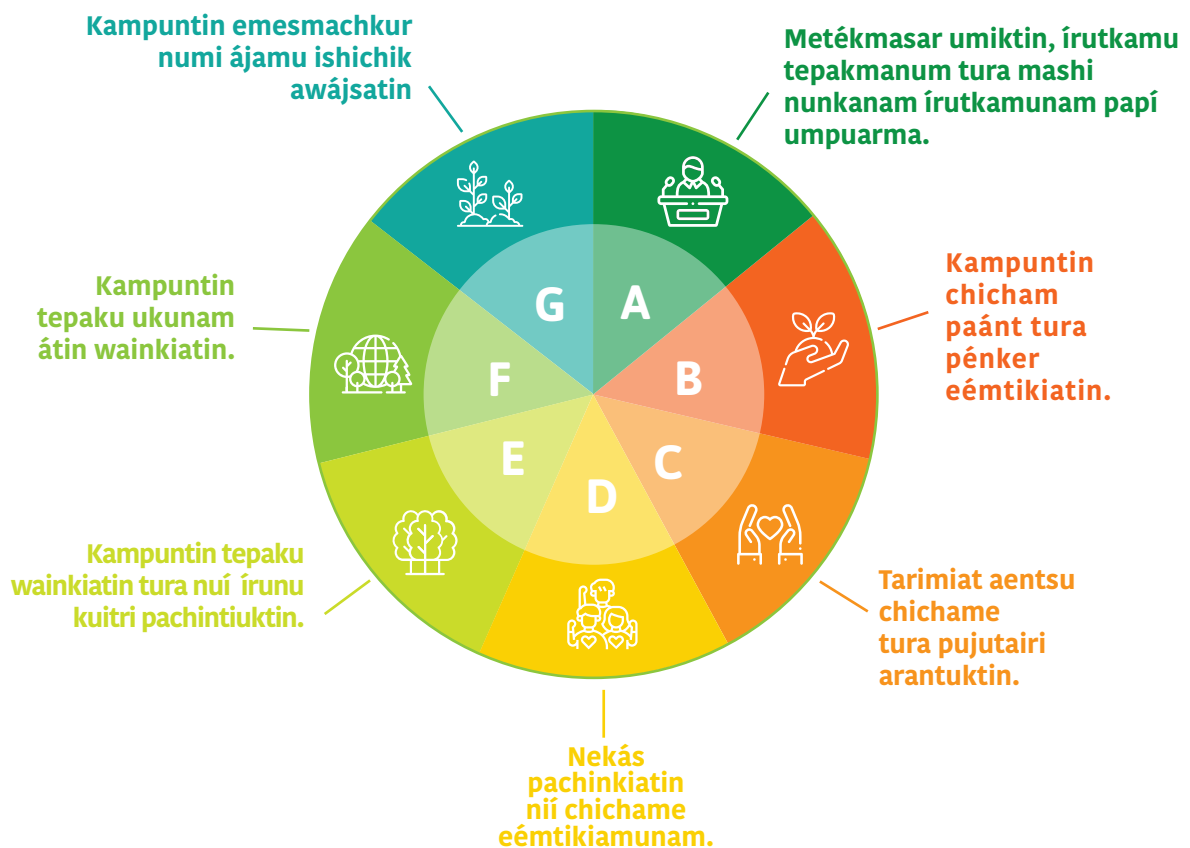 Kampuntin emesmachkur
numi ájamu ishichik
awájsatin
Metékmasar umiktin, írutkamu
tepakmanum tura mashi
nunkanam írutkamunam papí
umpuarma.
Kampuntin
chicham
paánt tura
pénker
eémtikiatin.
Kampuntin
tepaku ukunam
átin wainkiatin.
G
A
F
B
E
C
D
Kampuntin tepaku
wainkiatin tura nuí írunu
kuitri pachintiuktin.
Tarimiat aentsu
chichame
tura pujutairi
arantuktin.
Nekás
pachinkiatin
nií chichame
eémtikiamunam.